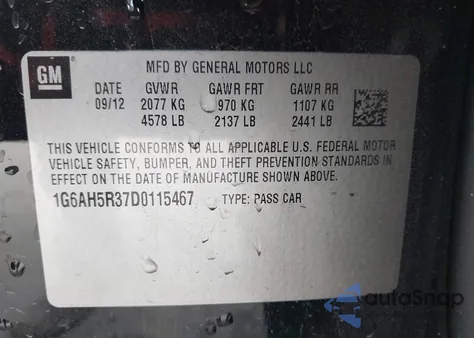 GM
MFD BY GENERAL MOTORS LLC
DATE GVWR GAWR FRT GAWR RR
09/12 2077 KG 970 KG 1107 KG
4578 LB 2137 LB 2441 LB
THIS VEHICLE CONFORMS TO ALL APPLICABLE U.S. FEDERAL MOTOR
VEHICLE SAFETY, BUMPER, AND THEFT PREVENTION STANDARDS IN
EFFECT ON THE DATE OF MANUFACTURE SHOWN ABOVE.
1G6AH5R37D0115467 TYPE: PASS CAR
autoSnap